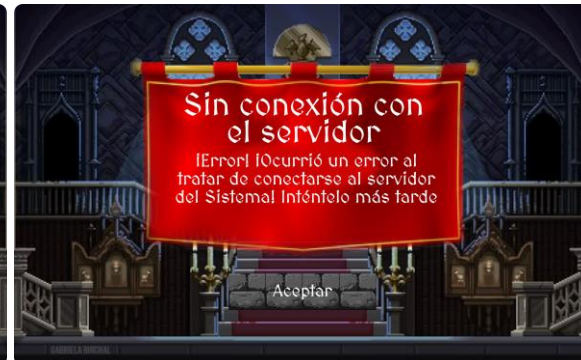 Sin conexión con
el servidor
¡Error! ¡Ocurrió un error al
tratar de conectarse al servidor
del Sistema! Inténtelo más tarde
Aceptar